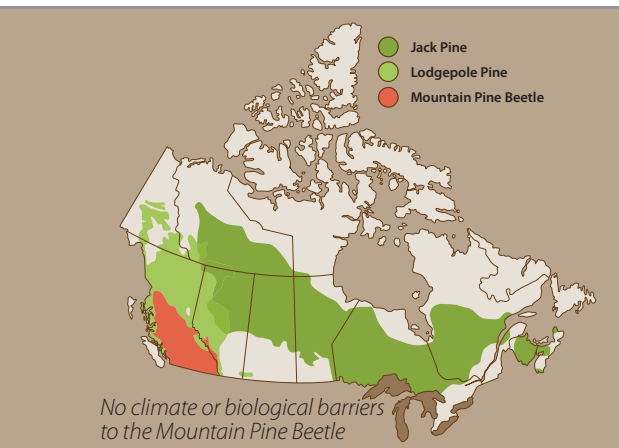 Jack Pine
Lodgepole Pine
Mountain Pine Beetle
No climate or biological barriers
to the Mountain Pine Beetle